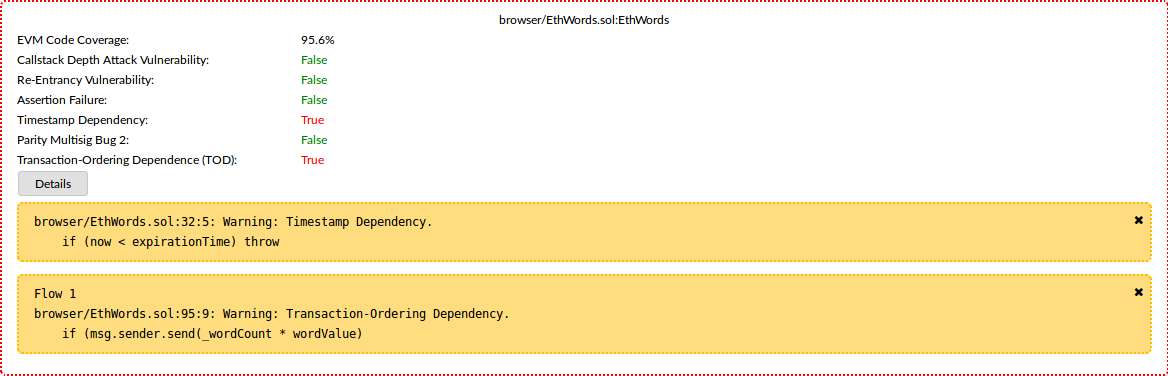 browser/EthWords.sol:EthWords
EVM Code Coverage: 95.6%
Callstack Depth Attack Vulnerability: False
Re-Entrancy Vulnerability: False
Assertion Failure: False
Timestamp Dependency: True
Parity Multisig Bug 2: False
Transaction-Ordering Dependence (TOD): True
Details
browser/EthWords.sol:32:5: Warning: Timestamp Dependency.
if (now < expirationTime) throw
Flow 1
browser/EthWords.sol:95:9: Warning: Transaction-Ordering Dependency.
if (msg.sender.send(_wordCount * wordValue)